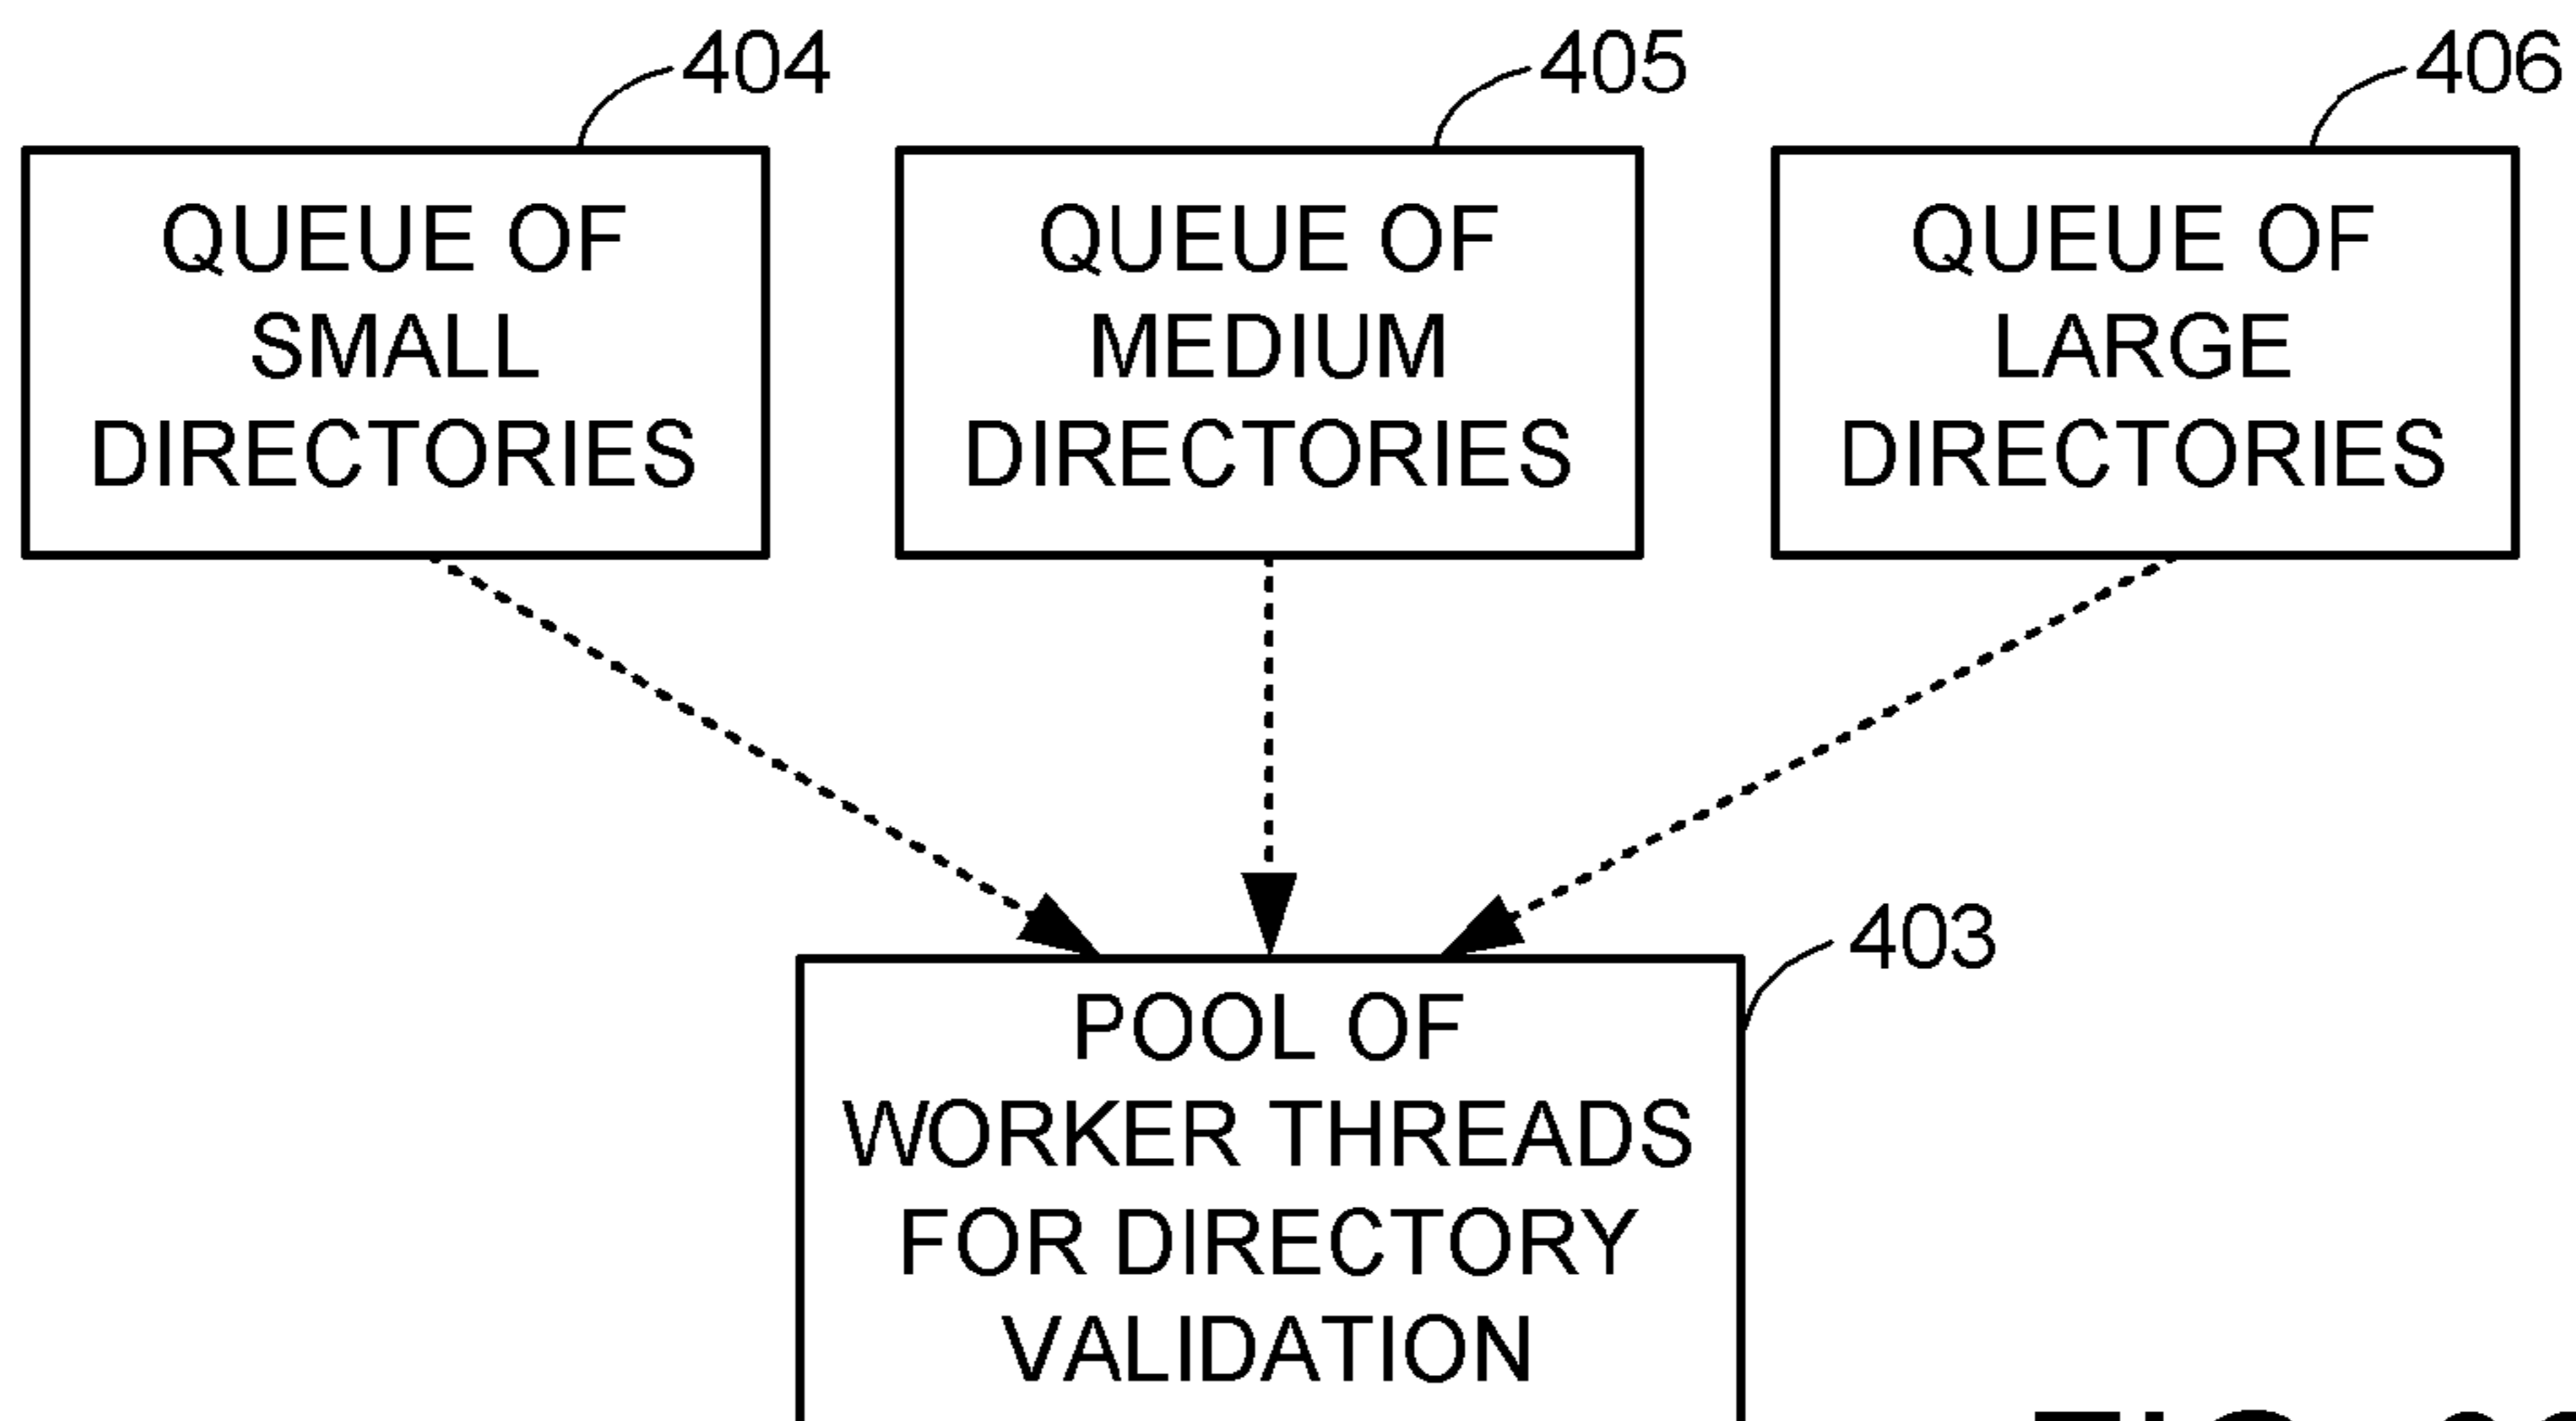 404
405
406
QUEUE OF
SMALL
DIRECTORIES
QUEUE OF
MEDIUM
DIRECTORIES
QUEUE OF
LARGE
DIRECTORIES
403
POOL OF
WORKER THREADS
FOR DIRECTORY
VALIDATION